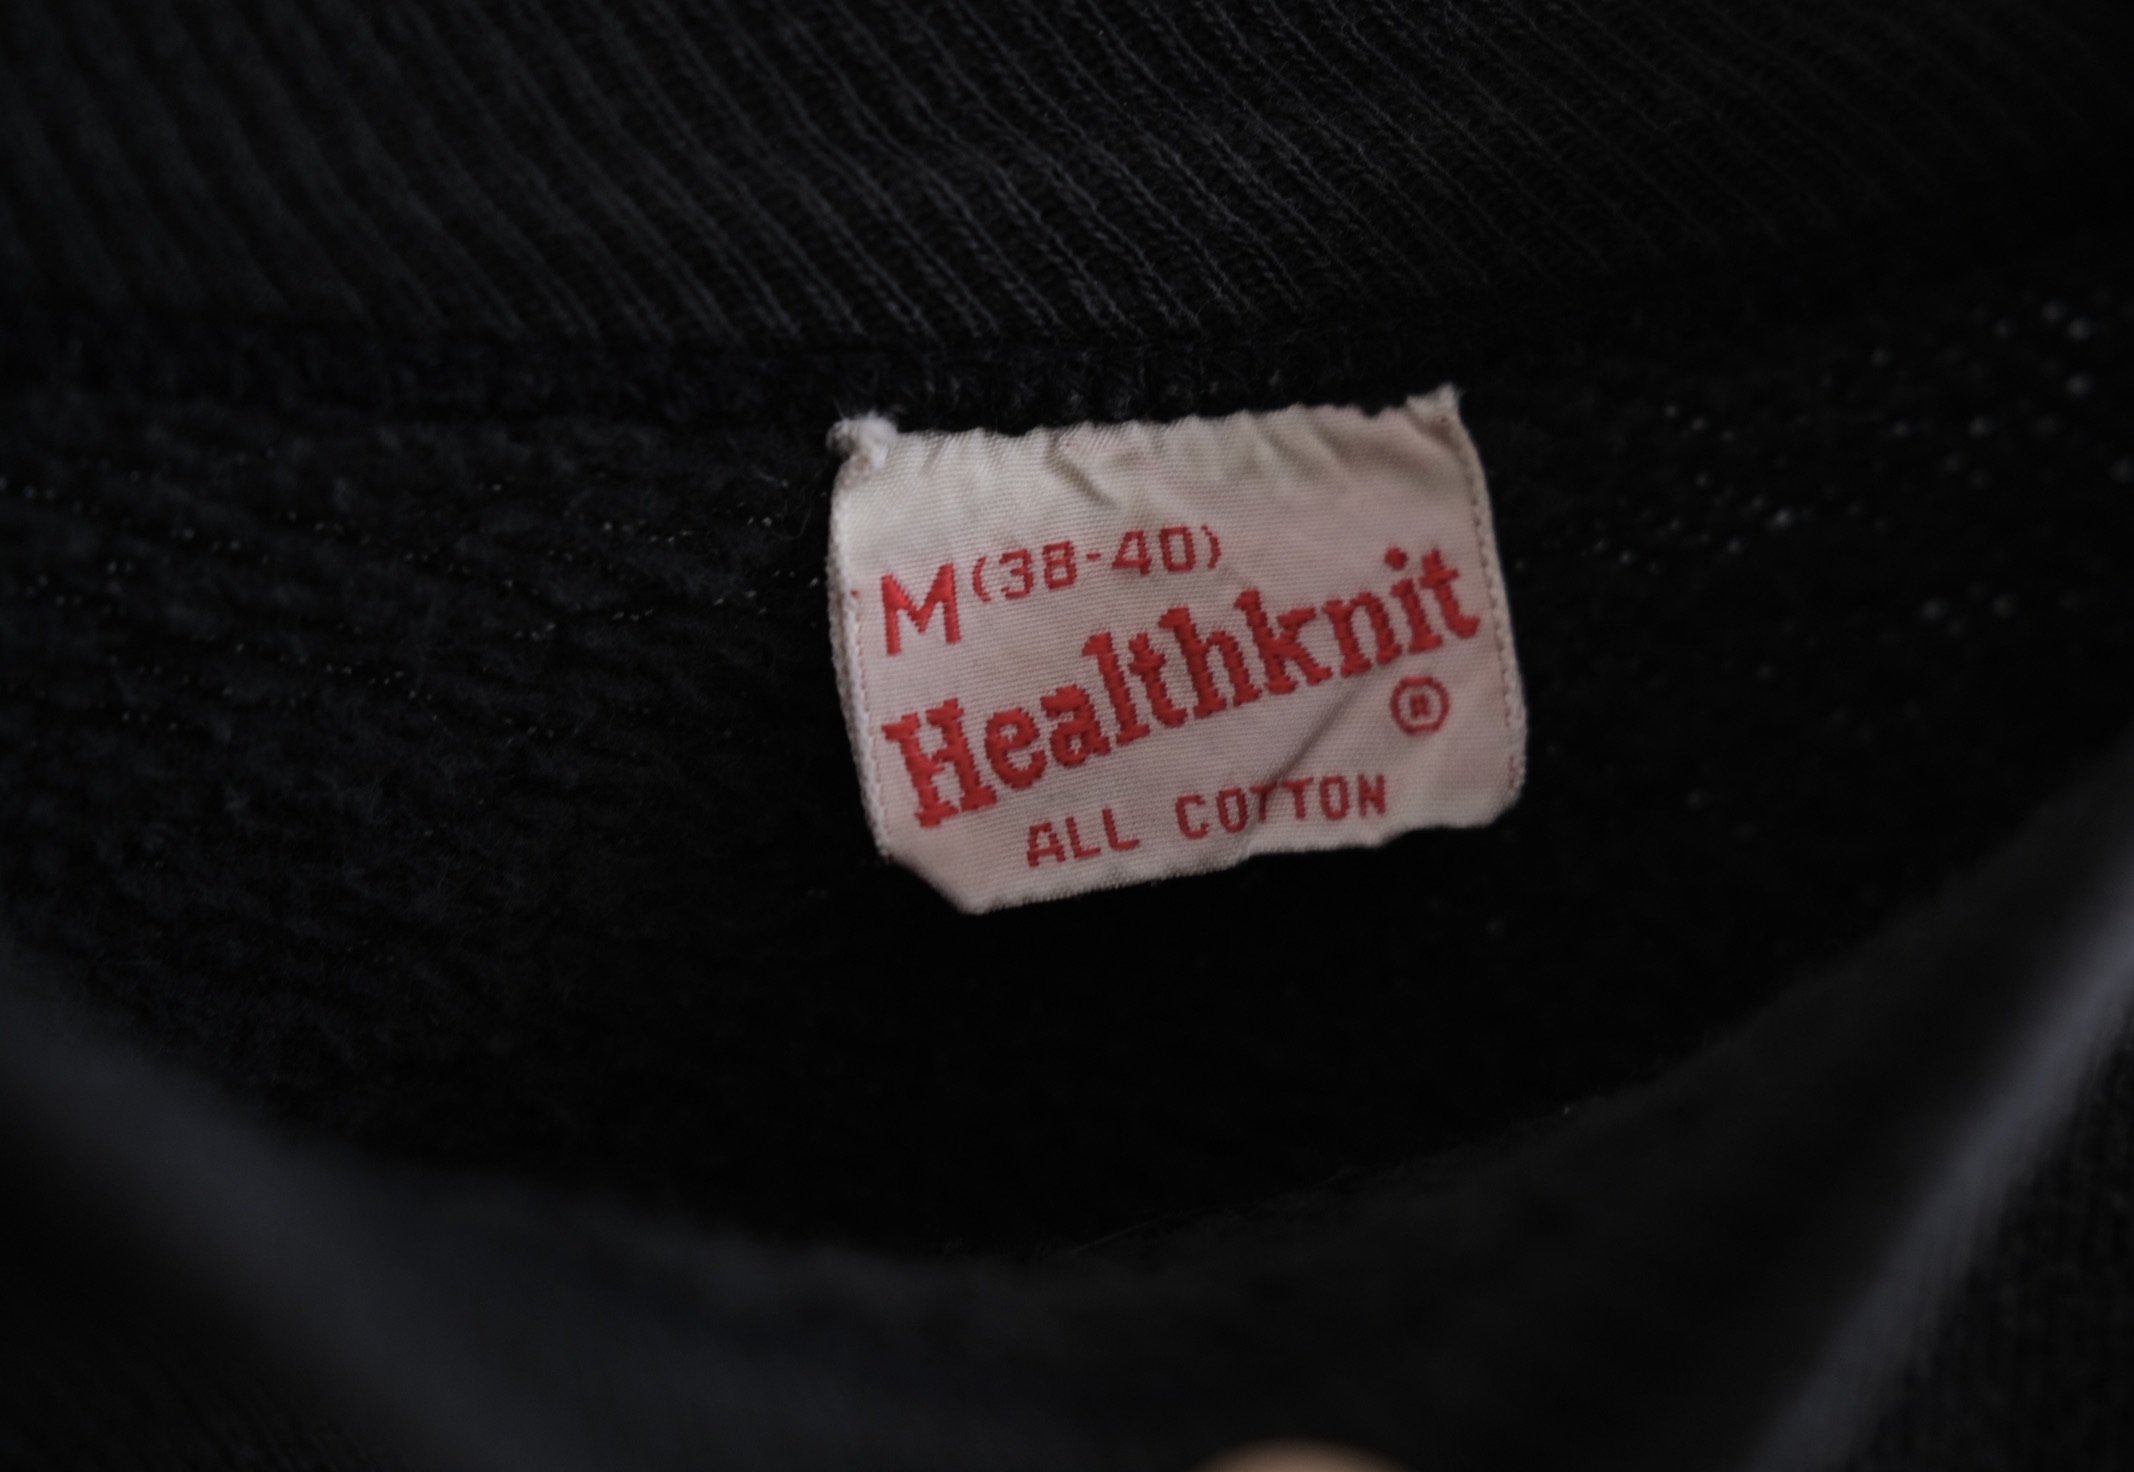 M (38-40)
Healthknit
®
ALL COTTON